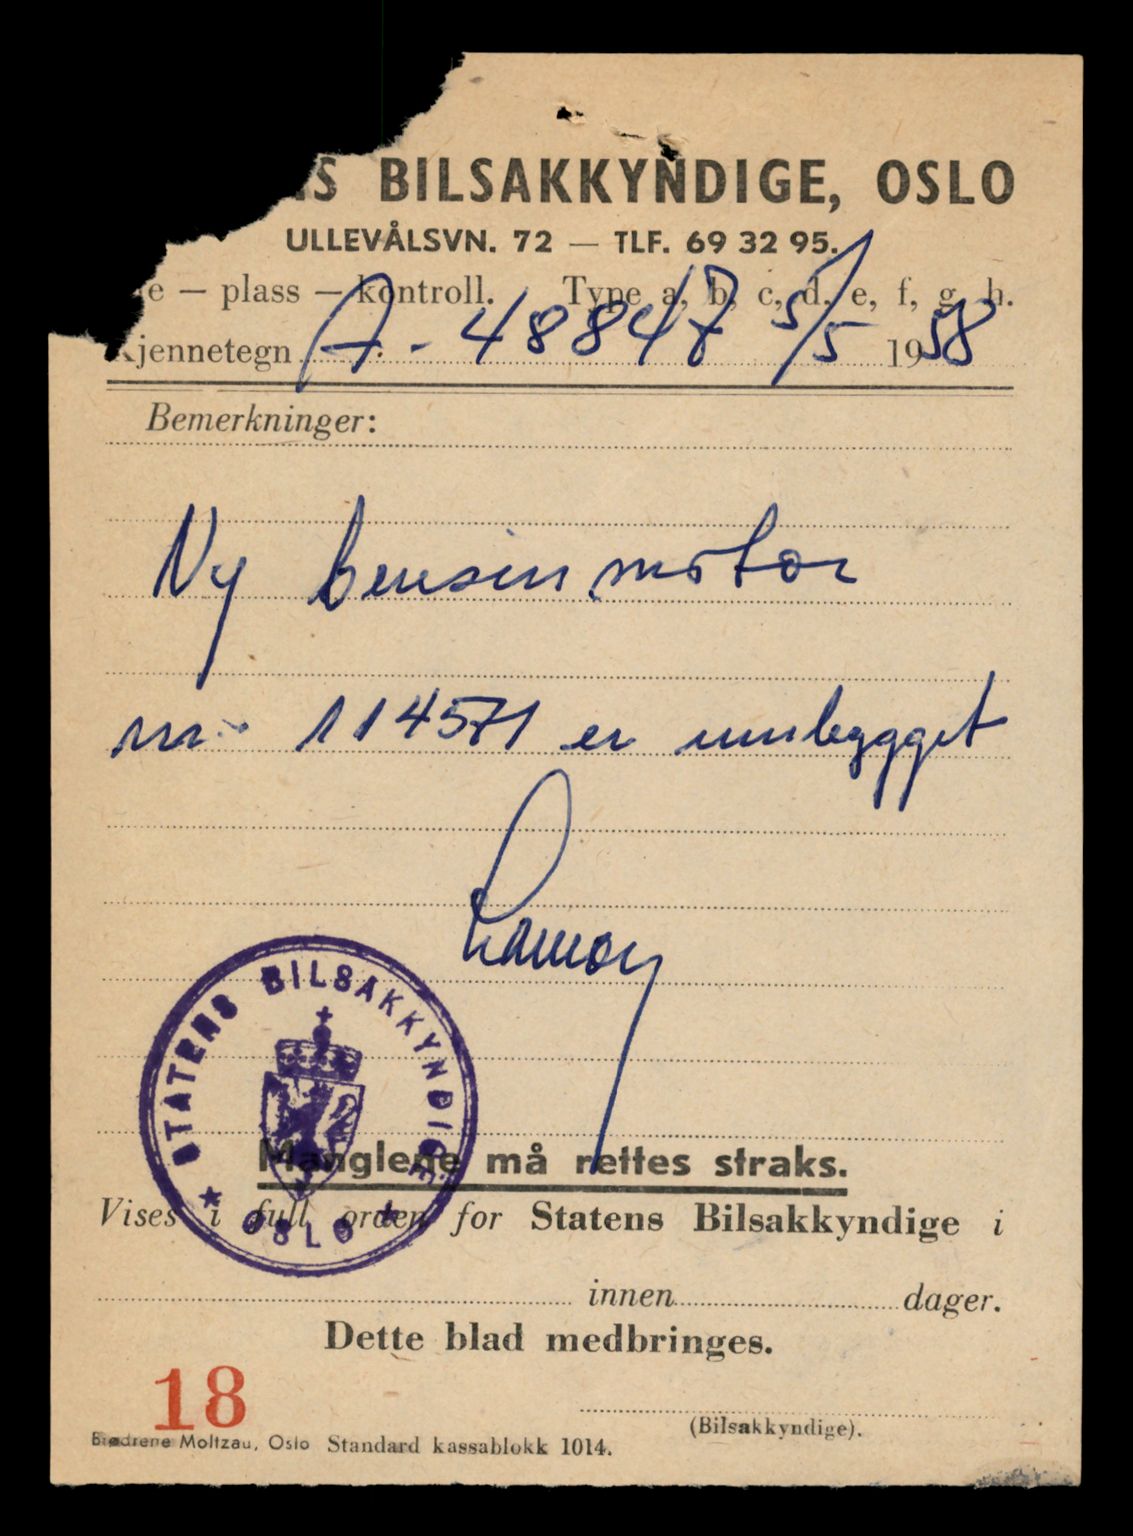 BILSAKKYNDIGE, OSLO
ULLEVÅLSVN. 72 — TLF. 69 32 95.
— plass — kontroll. Type a, b, c, d, e, f, g, h.
Kjennetegn A - 48847 5/5 1958
Bemerkninger:
Ny bensinmotor
nr. 114571 er innbygget
STATENS BILSAKKYNDIGE
★ OSLO ★
Manglene må rettes straks.
Vises i full orden for Statens Bilsakkyndige i
innen dager.
Dette blad medbringes.
18
(Bilsakkyndige).
Brødrene Moltzau, Oslo Standard kassablokk 1014.